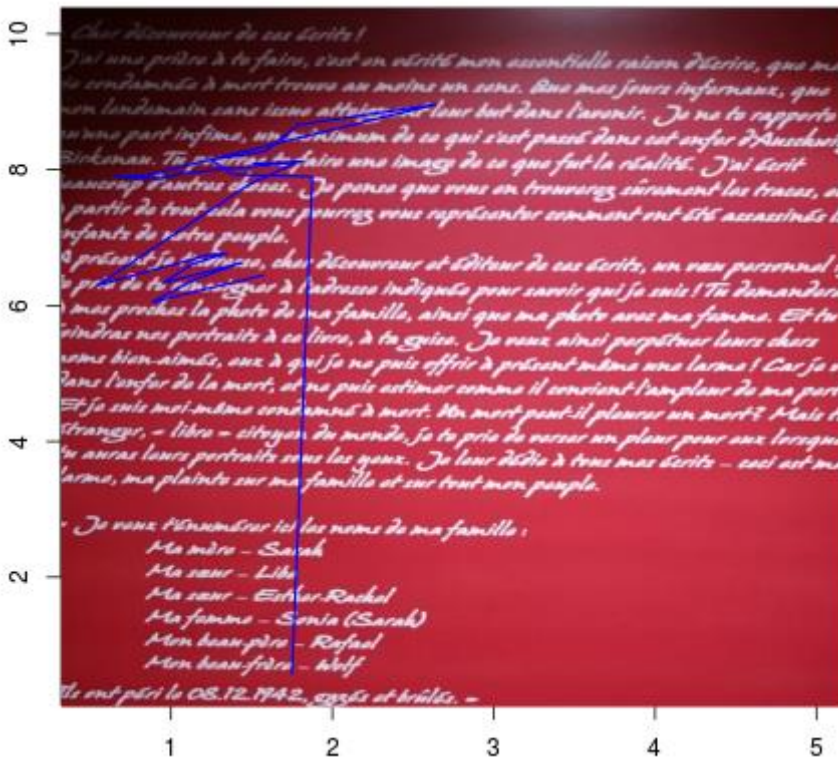 10
8
6
4
2
Cher découvreur de ces écrits !
J'ai une prière à te faire, c'est en vérité mon essentielle raison d'écrire, que ma
condamnée à mort trouve au moins un sens. Que mes jours infernaux, que
mon lendemain sans issue leur but dans l'avenir. Je ne te rapporte
qu'une part infime, un minimum de ce qui s'est passé dans cet enfer d'Auschwitz
Birkenau. Tu faire une image de ce que fut la réalité. J'ai écrit
beaucoup d'autres choses. Je pense que vous en trouverez sûrement les traces,
partir de tout cela vous pourrez vous représenter comment ont été assassinés
enfants de notre peuple.
A présent je cher découvreur et éditeur de ces écrits, un vœu personnel
prie de à l'adresse indiquée pour savoir qui je suis ! Tu demanderas
à mes proches la photo de ma famille, ainsi que ma photo avec ma femme. Et tu
joindras nos portraits à ce livre, à ta guise. Je veux ainsi perpétuer leurs chers
noms bien-aimés, eux à qui je ne puis offrir à présent même une larme ! Car je
dans l'enfer de la mort, et ne puis estimer comme il convient l'ampleur de ma
Et je suis moi-même condamné à mort. Un mort peut-il pleurer un mort ? Mais
étranger, – libre – citoyen du monde, je te prie de verser un pleur pour eux lorsque
tu auras leurs portraits sous les yeux. Je leur dédie à tous mes écrits – ceci est ma
larme, ma plainte sur ma famille et sur tout mon peuple.
- Je veux t'énumérer ici les noms de ma famille :
Ma mère – Sarah
Ma sœur – Libe
Ma sœur – Esther-Rachel
Ma femme – Sonia (Sarah)
Mon beau-père – Rafael
Mon beau-frère – Wolf
Ils ont péri le 08.12.1942, gazés et brûlés. –
1 2 3 4 5